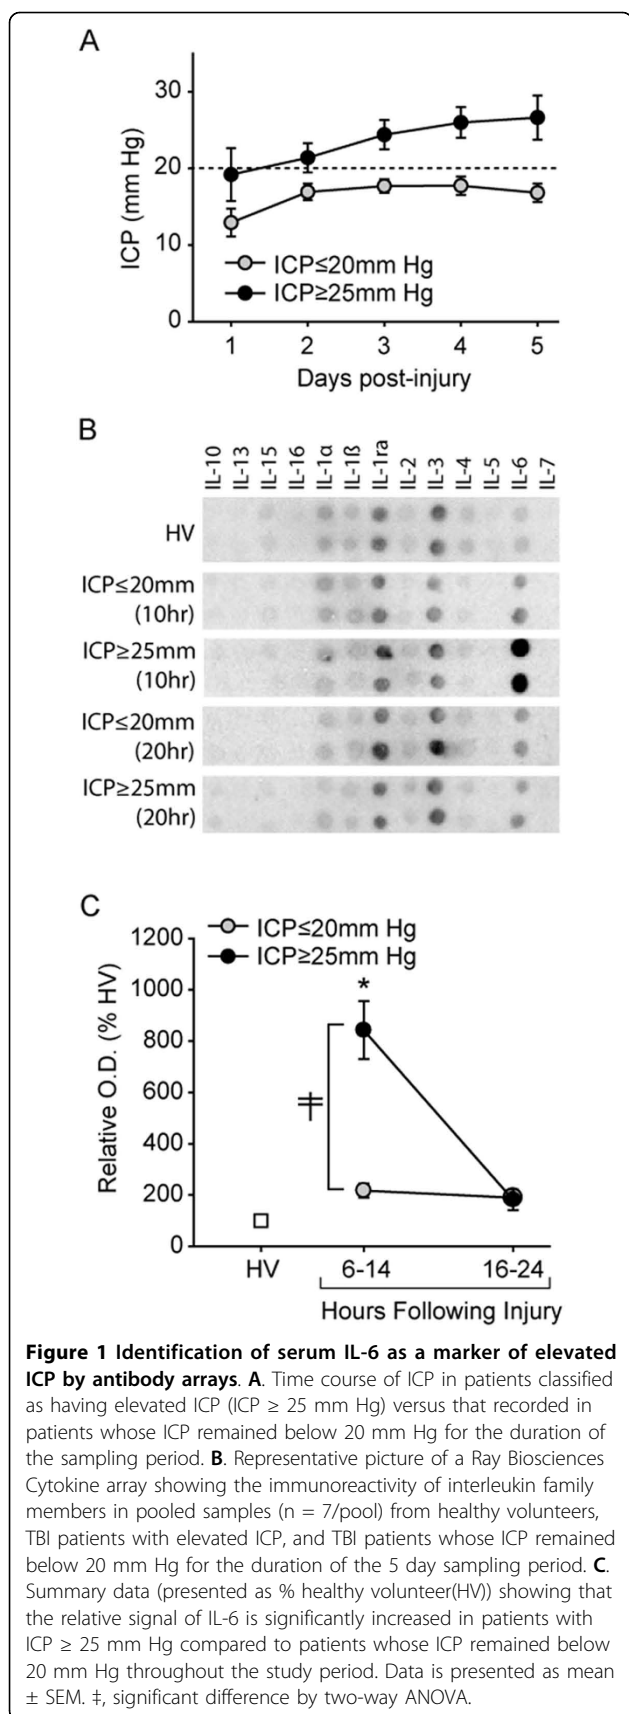 A
30
20
10
0
ICP (mm Hg)
ICP≤20mm Hg
ICP≥25mm Hg
1 2 3 4 5
Days post-injury
B
IL-10 IL-13 IL-15 IL-16 IL-1α IL-1ß IL-1ra IL-2 IL-3 IL-4 IL-5 IL-6 IL-7
HV
ICP≤20mm
(10hr)
ICP≥25mm
(10hr)
ICP≤20mm
(20hr)
ICP≥25mm
(20hr)
C
ICP≤20mm Hg
ICP≥25mm Hg
1200
1000
800
600
400
200
0
Relative O.D. (% HV)
*
‡
HV 6-14 16-24
Hours Following Injury
Figure 1 Identification of serum IL-6 as a marker of elevated
ICP by antibody arrays. A. Time course of ICP in patients classified
as having elevated ICP (ICP ≥ 25 mm Hg) versus that recorded in
patients whose ICP remained below 20 mm Hg for the duration of
the sampling period. B. Representative picture of a Ray Biosciences
Cytokine array showing the immunoreactivity of interleukin family
members in pooled samples (n = 7/pool) from healthy volunteers,
TBI patients with elevated ICP, and TBI patients whose ICP remained
below 20 mm Hg for the duration of the 5 day sampling period. C.
Summary data (presented as % healthy volunteer(HV)) showing that
the relative signal of IL-6 is significantly increased in patients with
ICP ≥ 25 mm Hg compared to patients whose ICP remained below
20 mm Hg throughout the study period. Data is presented as mean
± SEM. ‡, significant difference by two-way ANOVA.